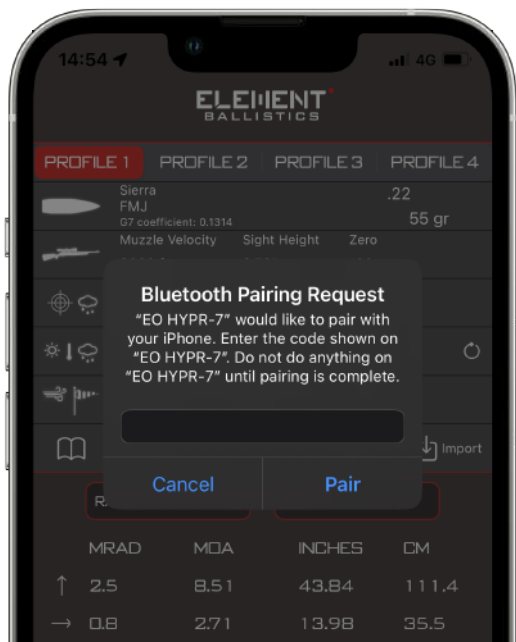 14:54
4G
ELEMENT
BALLISTICS
PROFILE 1 PROFILE 2 PROFILE 3 PROFILE 4
Sierra .22
FMJ
G7 coefficient: 0.1314 55 gr
Muzzle Velocity Sight Height Zero
Bluetooth Pairing Request
“EO HYPR-7” would like to pair with
your iPhone. Enter the code shown on
“EO HYPR-7”. Do not do anything on
“EO HYPR-7” until pairing is complete.
Import
Cancel Pair
MRAD MOA INCHES CM
↑ 2.5 8.51 43.84 111.4
→ 0.8 2.71 13.98 35.5